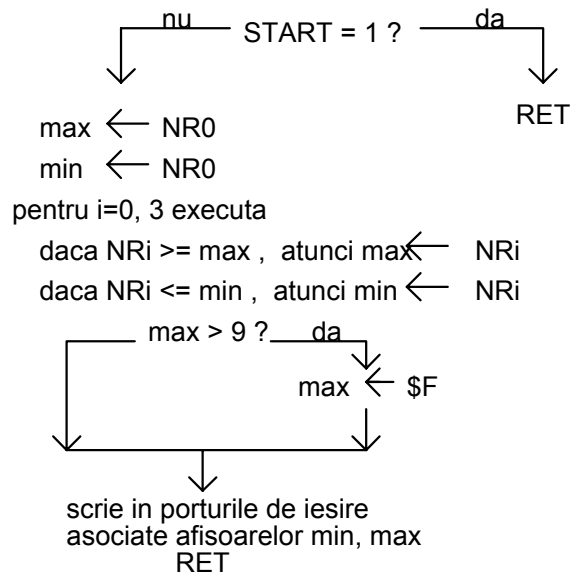 nu START = 1 ? da
RET
max ← NR0
min ← NR0
pentru i=0, 3 executa
daca NRi >= max , atunci max ← NRi
daca NRi <= min , atunci min ← NRi
max > 9 ? da
max ← $F
scrie in porturile de iesire
asociate afisoarelor min, max
RET